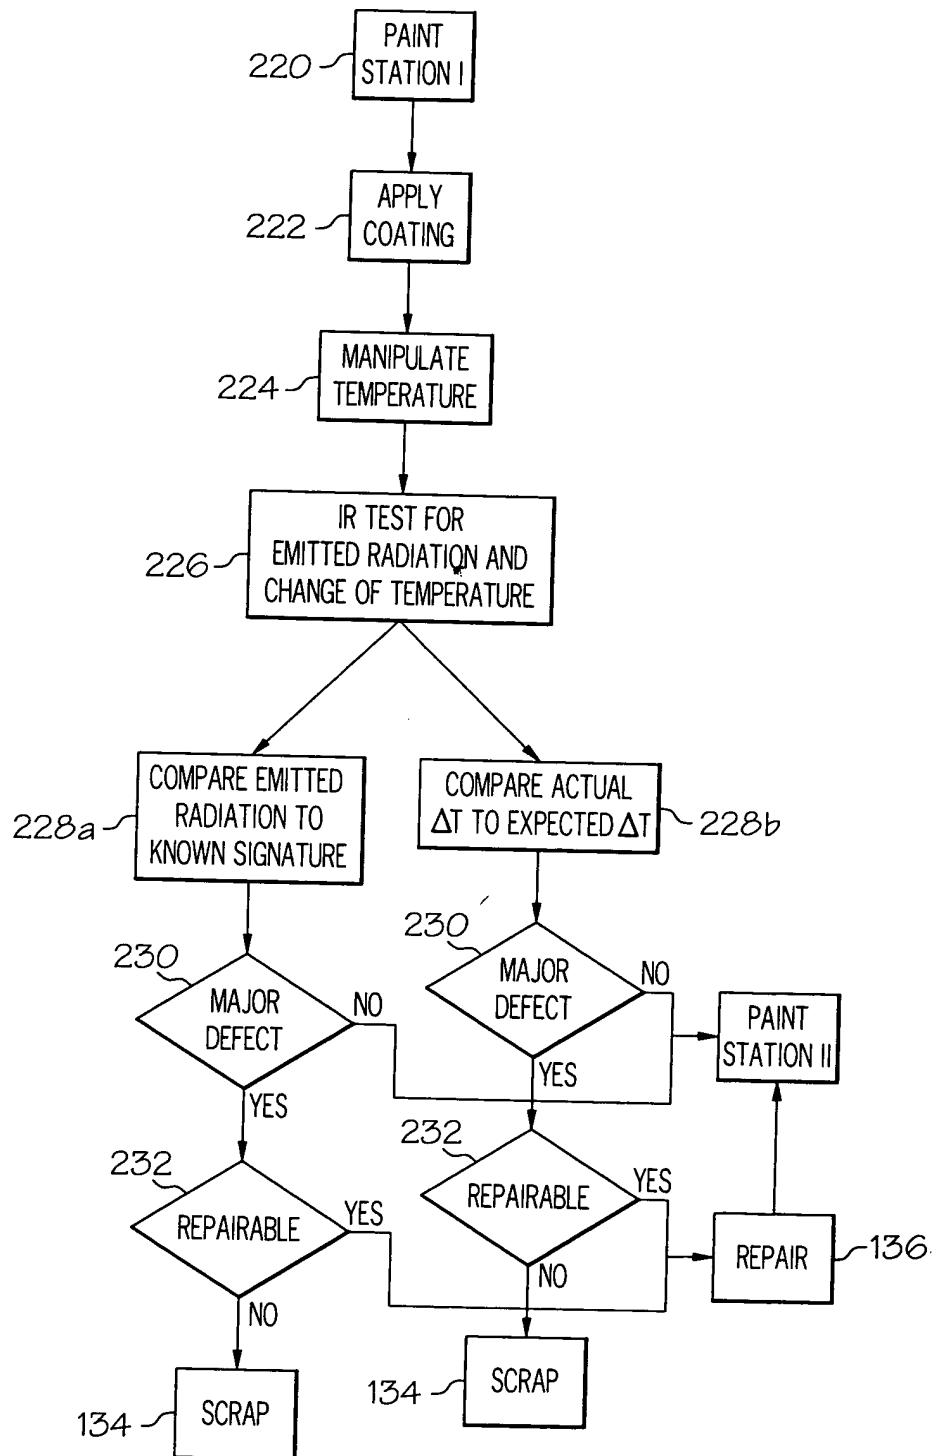 PAINT
STATION I
220
APPLY
COATING
222
MANIPULATE
TEMPERATURE
224
IR TEST FOR
EMITTED RADIATION AND
CHANGE OF TEMPERATURE
226
COMPARE EMITTED
RADIATION TO
KNOWN SIGNATURE
228a
COMPARE ACTUAL
ΔT TO EXPECTED ΔT
228b
230
MAJOR
DEFECT
NO
YES
230
MAJOR
DEFECT
NO
YES
PAINT
STATION II
232
REPAIRABLE
YES
NO
232
REPAIRABLE
YES
NO
REPAIR
136
SCRAP
134
SCRAP
134